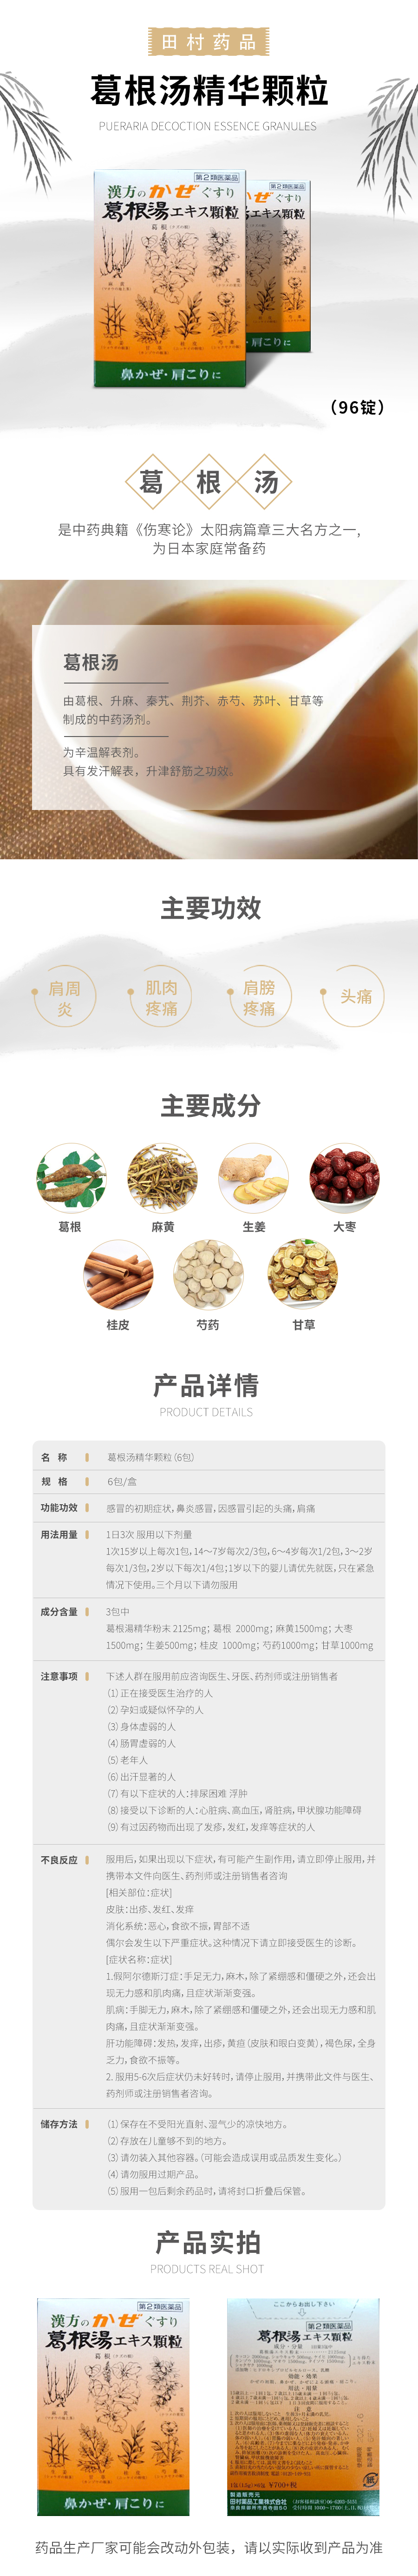 田村药品
葛根汤精华颗粒
PUERARIA DECOCTION ESSENCE GRANULES
第2類医薬品
漢方のかぜぐすり
葛根湯エキス顆粒
葛根
鼻かぜ・肩こりに
（96锭）
葛根汤
是中药典籍《伤寒论》太阳病篇章三大名方之一,
为日本家庭常备药
葛根汤
由葛根、升麻、秦艽、荆芥、赤芍、苏叶、甘草等
制成的中药汤剂。
为辛温解表剂。
具有发汗解表，升津舒筋之功效。
主要功效
肩周炎
肌肉疼痛
肩膀疼痛
头痛
主要成分
葛根
麻黄
生姜
大枣
桂皮
芍药
甘草
产品详情
PRODUCT DETAILS
名 称 葛根汤精华颗粒（6包）
规 格 6包/盒
功能功效 感冒的初期症状，鼻炎感冒，因感冒引起的头痛，肩痛
用法用量 1日3次 服用以下剂量
1次15岁以上每次1包，14～7岁每次2/3包，6～4岁每次1/2包，3～2岁
每次1/3包，2岁以下每次1/4包；1岁以下的婴儿请优先就医，只在紧急
情况下使用。三个月以下请勿服用
成分含量 3包中
葛根湯精华粉末 2125mg；葛根 2000mg；麻黄1500mg；大枣
1500mg；生姜500mg；桂皮 1000mg；芍药1000mg；甘草1000mg
注意事项 下述人群在服用前应咨询医生、牙医、药剂师或注册销售者
（1）正在接受医生治疗的人
（2）孕妇或疑似怀孕的人
（3）身体虚弱的人
（4）肠胃虚弱的人
（5）老年人
（6）出汗显著的人
（7）有以下症状的人：排尿困难 浮肿
（8）接受以下诊断的人：心脏病、高血压，肾脏病，甲状腺功能障碍
（9）有过因药物而出现了发疹，发红，发痒等症状的人
不良反应 服用后，如果出现以下症状，有可能产生副作用，请立即停止服用，并
携带本文件向医生、药剂师或注册销售者咨询
[相关部位：症状]
皮肤：出疹、发红、发痒
消化系统：恶心，食欲不振，胃部不适
偶尔会发生以下严重症状。这种情况下请立即接受医生的诊断。
[症状名称：症状]
1.假阿尔德斯汀症：手足无力，麻木，除了紧绷感和僵硬之外，还会出
现无力感和肌肉痛，且症状渐渐变强。
肌病：手脚无力，麻木，除了紧绷感和僵硬之外，还会出现无力感和肌
肉痛，且症状渐渐变强。
肝功能障碍：发热，发痒，出疹，黄疸（皮肤和眼白变黄），褐色尿，全身
乏力，食欲不振等。
2. 服用5-6次后症状仍未好转时，请停止服用，并携带此文件与医生、
药剂师或注册销售者咨询。
储存方法 （1）保存在不受阳光直射、湿气少的凉快地方。
（2）存放在儿童够不到的地方。
（3）请勿装入其他容器。（可能会造成误用或品质发生变化。）
（4）请勿服用过期产品。
（5）服用一包后剩余药品时，请将封口折叠后保管。
产品实拍
PRODUCTS REAL SHOT
第2類医薬品
漢方のかぜぐすり
葛根湯エキス顆粒
葛根
鼻かぜ・肩こりに
ここからお出し下さい
第2類医薬品
葛根湯エキス顆粒
¥700+税
田村薬品工業株式会社
药品生产厂家可能会改动外包装，请以实际收到产品为准